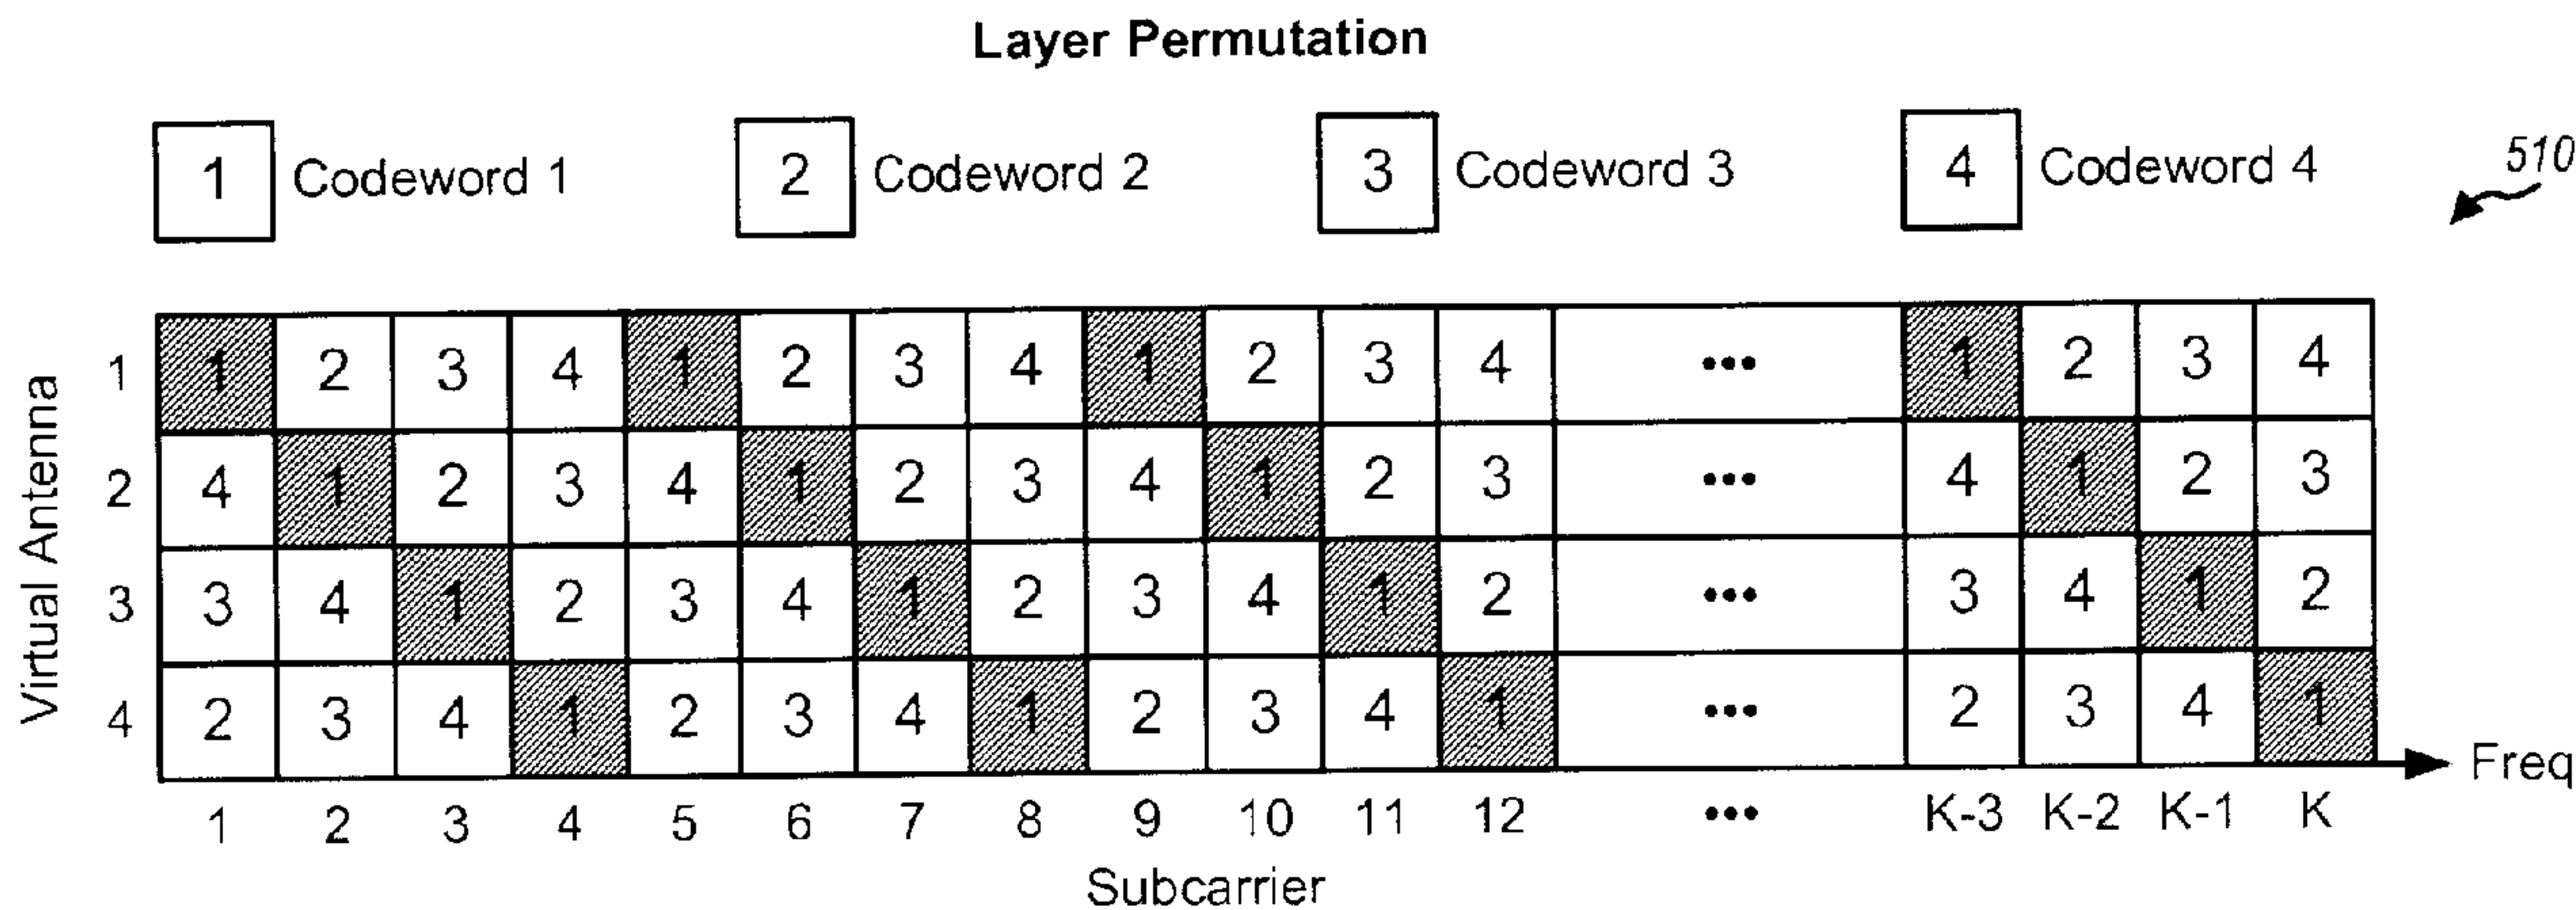 Layer Permutation
1 Codeword 1 2 Codeword 2 3 Codeword 3 4 Codeword 4
510
Virtual Antenna
1 1 2 3 4 1 2 3 4 1 2 3 4 ••• 1 2 3 4
2 4 1 2 3 4 1 2 3 4 1 2 3 ••• 4 1 2 3
3 3 4 1 2 3 4 1 2 3 4 1 2 ••• 3 4 1 2
4 2 3 4 1 2 3 4 1 2 3 4 1 ••• 2 3 4 1
Freq
1 2 3 4 5 6 7 8 9 10 11 12 ••• K-3 K-2 K-1 K
Subcarrier